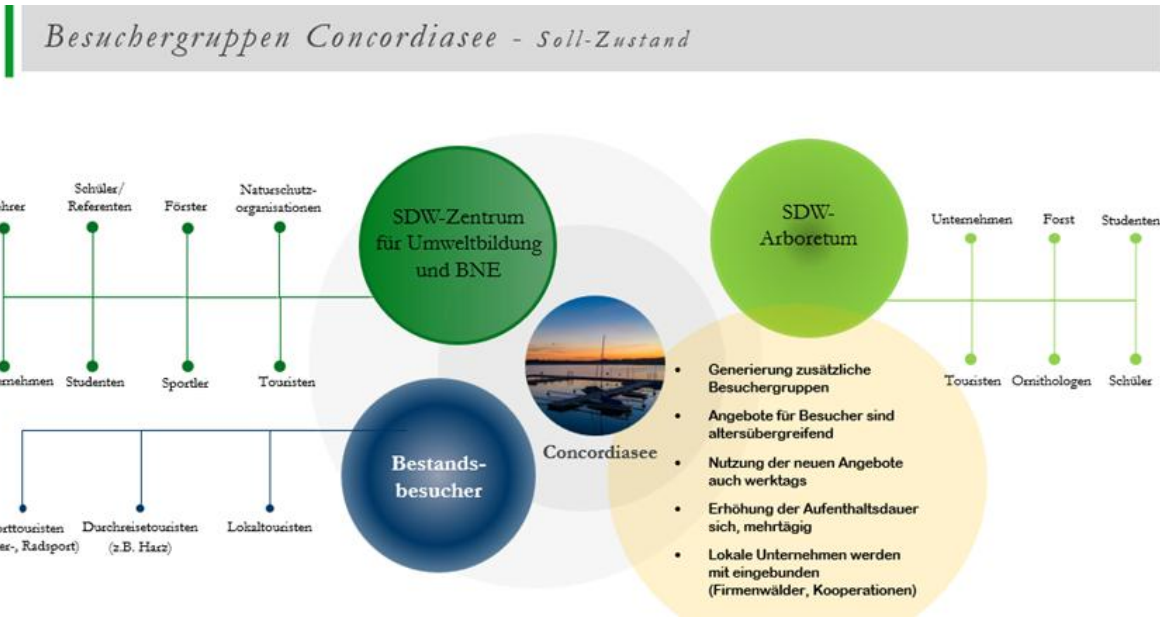 Besuchergruppen Concordiasee - Soll-Zustand
Schüler/
Referenten
Förster
Naturschutz-
organisationen
Studenten
Sportler
Touristen
SDW-Zentrum
für Umweltbildung
und BNE
SDW-
Arboretum
Unternehmen
Forst
Studenten
Touristen
Ornithologen
Schüler
Concordiasee
Bestands-
besucher
Durchreisetouristen
(z.B. Harz)
Lokaltouristen
Radsport)
• Generierung zusätzliche
Besuchergruppen
• Angebote für Besucher sind
altersübergreifend
• Nutzung der neuen Angebote
auch werktags
• Erhöhung der Aufenthaltsdauer
sich, mehrtägig
• Lokale Unternehmen werden
mit eingebunden
(Firmenwälder, Kooperationen)